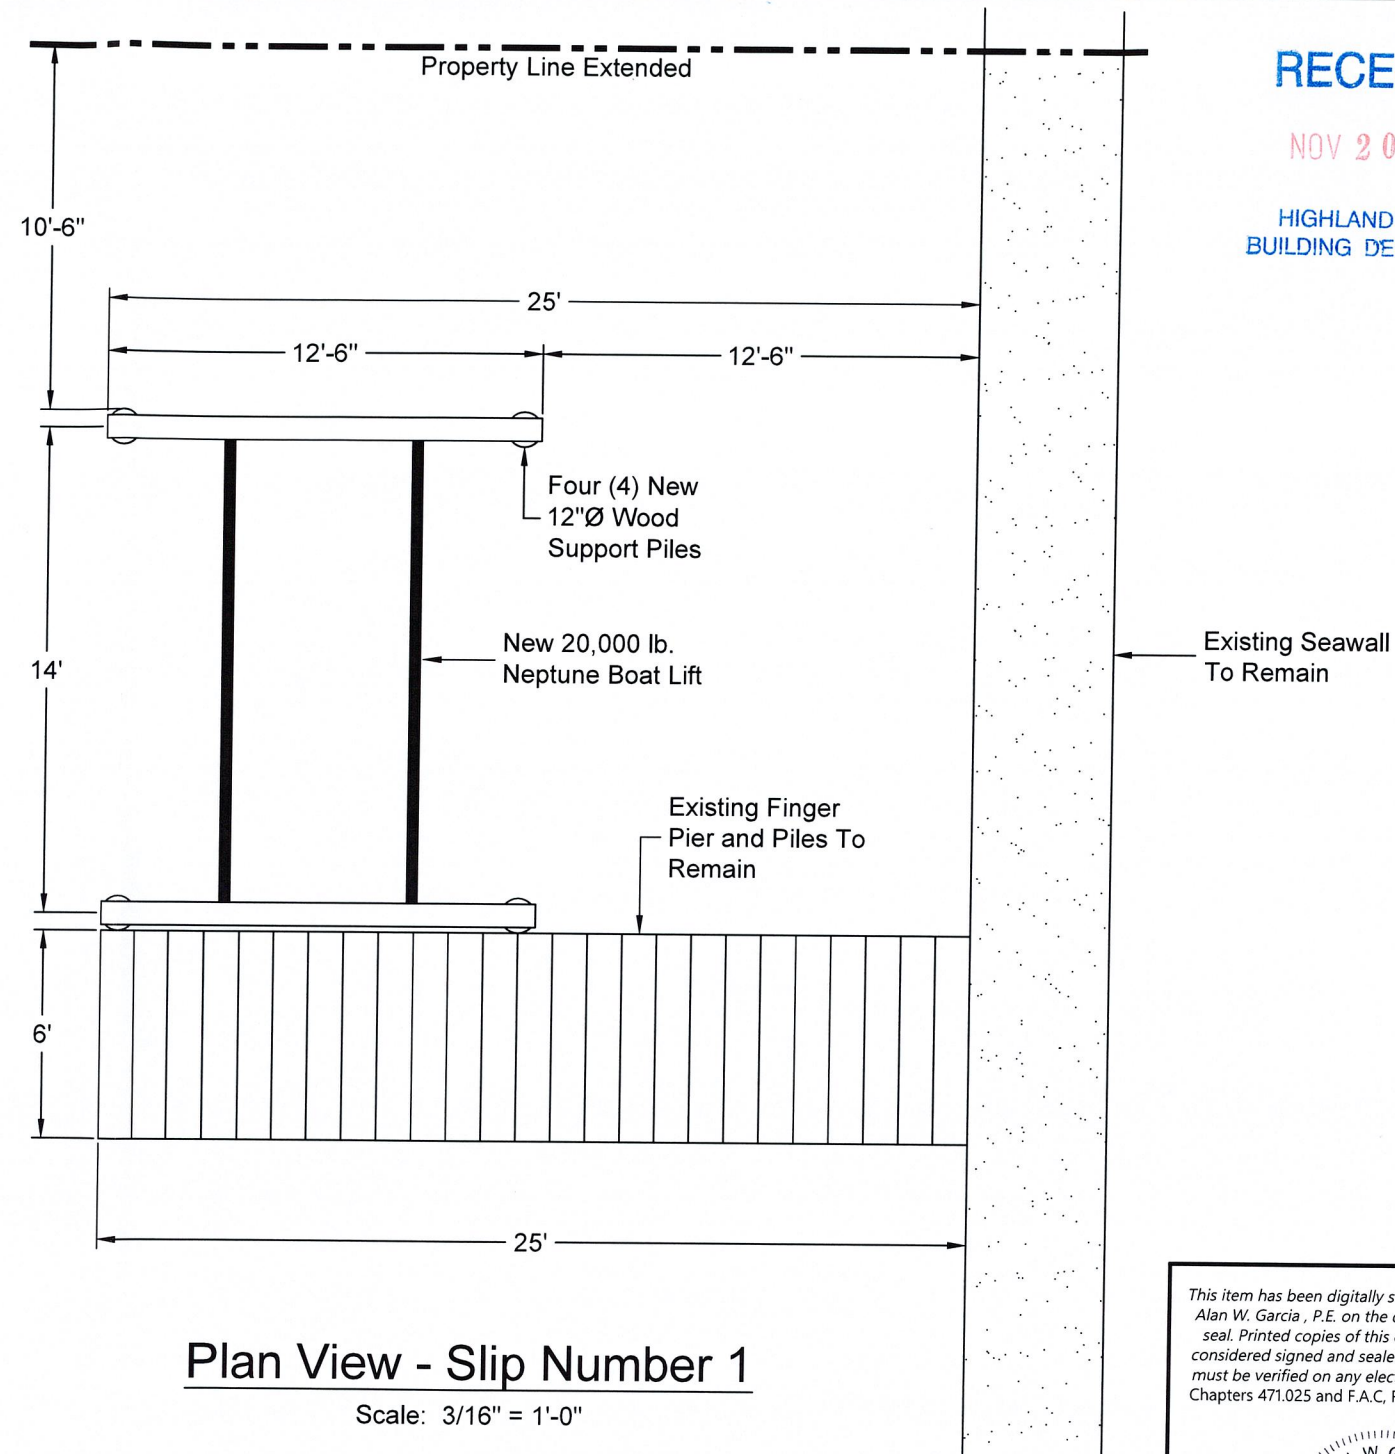 Property Line Extended
RECE
NOV 20
HIGHLAND
BUILDING DE
10'-6"
25'
12'-6"
12'-6"
Four (4) New
12"Ø Wood
Support Piles
New 20,000 lb.
Neptune Boat Lift
Existing Seawall
To Remain
14'
Existing Finger
Pier and Piles To
Remain
6'
25'
Plan View - Slip Number 1
Scale: 3/16" = 1'-0"
This item has been digitally s
Alan W. Garcia , P.E. on the
seal. Printed copies of this
considered signed and seale
must be verified on any elec
Chapters 471.025 and F.A.C,